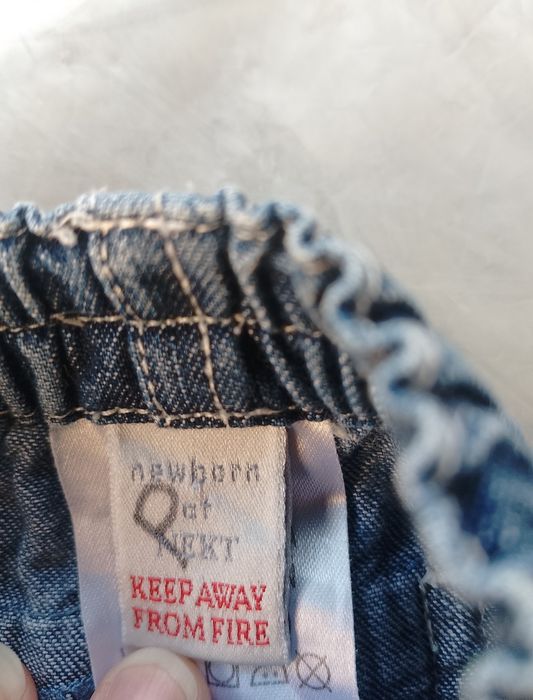 newborn
at
NEXT
KEEP AWAY
FROM FIRE